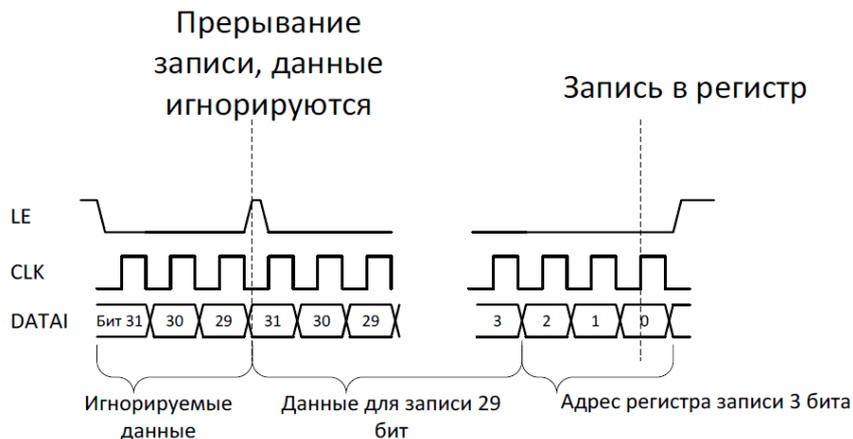 Прерывание
записи, данные
игнорируются
Запись в регистр
LE
CLK
DATAI
Бит 31 30 29 31 30 29 3 2 1 0
Игнорируемые
данные
Данные для записи 29
бит
Адрес регистра записи 3 бита